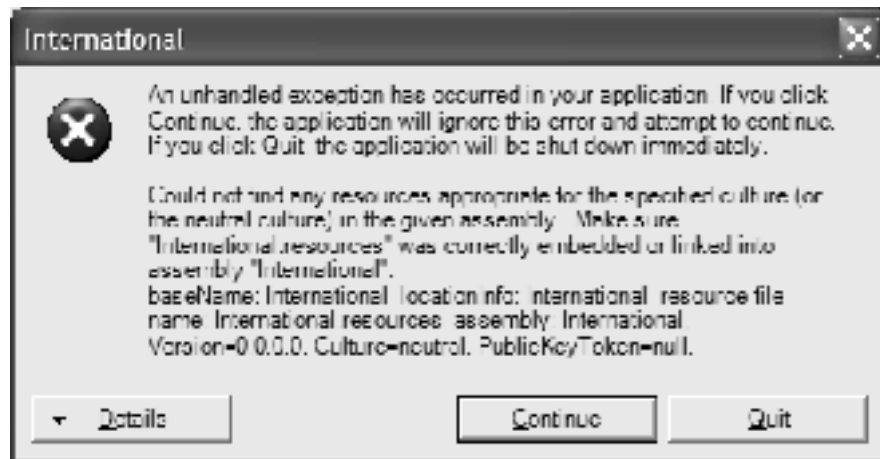 International
An unhandled exception has occurred in your application. If you click
Continue, the application will ignore this error and attempt to continue.
If you click Quit, the application will be shut down immediately.
Could not find any resources appropriate for the specified culture (or
the neutral culture) in the given assembly.  Make sure
"International.resources" was correctly embedded or linked into
assembly "International".
baseName: International  locationInfo: International  resource file
name: International.resources  assembly: International,
Version=0.0.0.0, Culture=neutral, PublicKeyToken=null.
Details
Continue
Quit